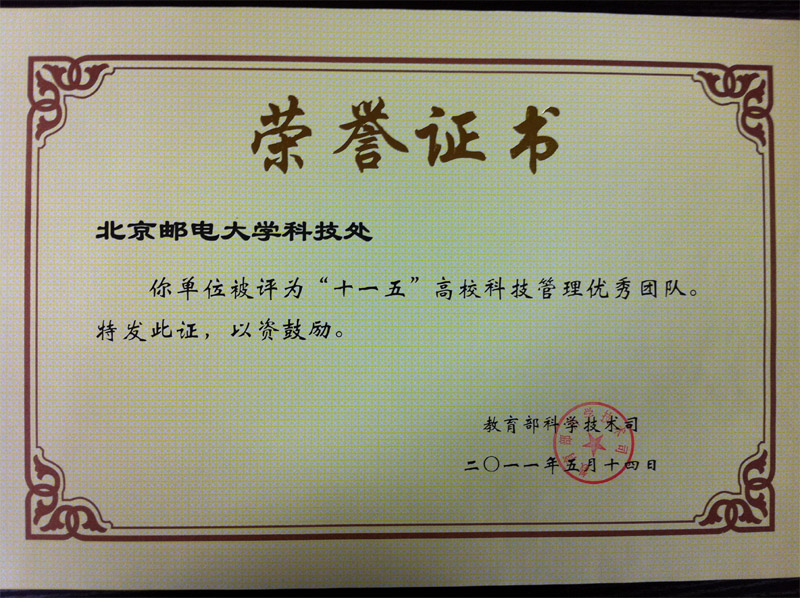 荣誉证书
北京邮电大学科技处
你单位被评为“十一五”高校科技管理优秀团队。
特发此证，以资鼓励。
教育部科学技术司
二〇一一年五月十四日